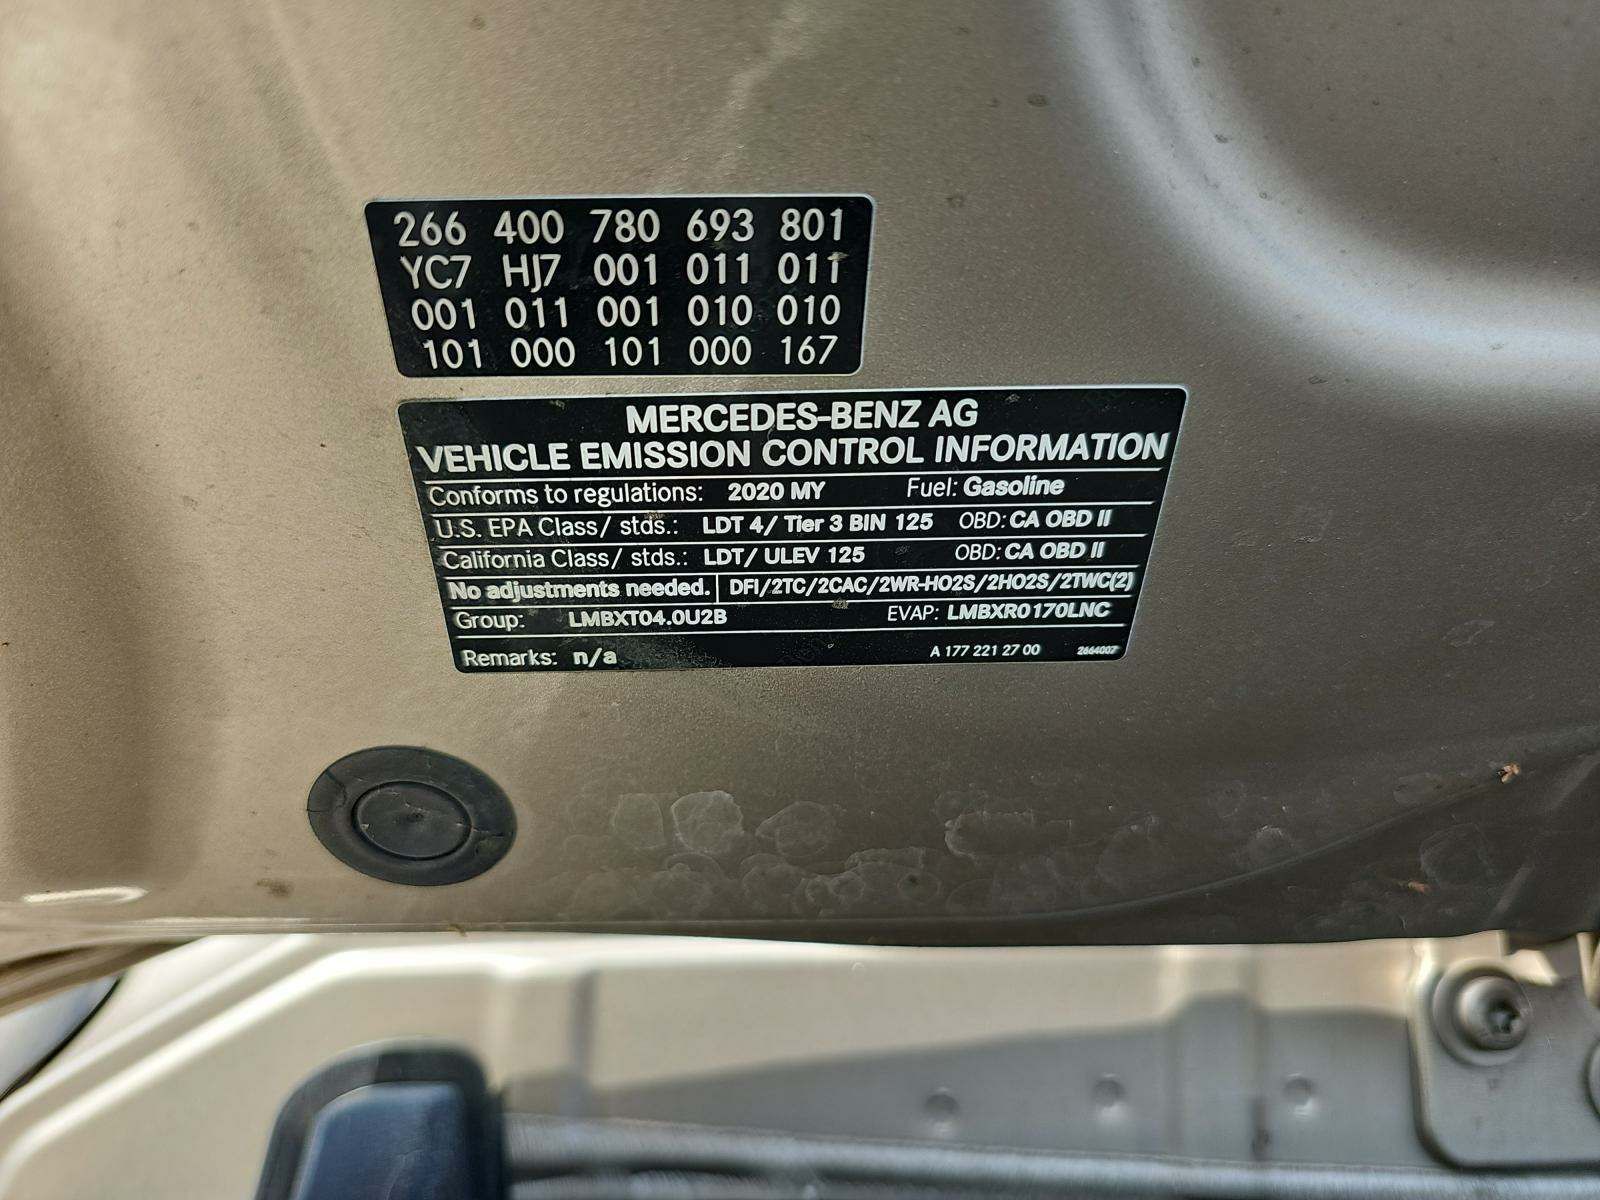 266 400 780 693 801
YC7 HJ7 001 011 011
001 011 001 010 010
101 000 101 000 167
MERCEDES-BENZ AG
VEHICLE EMISSION CONTROL INFORMATION
Conforms to regulations: 2020 MY Fuel: Gasoline
U.S. EPA Class/ stds.: LDT 4/ Tier 3 BIN 125 OBD: CA OBD II
California Class/ stds.: LDT/ ULEV 125 OBD: CA OBD II
No adjustments needed. DFI/2TC/2CAC/2WR-HO2S/2HO2S/2TWC(2)
Group: LMBXT04.0U2B EVAP: LMBXR0170LNC
Remarks: n/a A 177 221 27 00 2664007